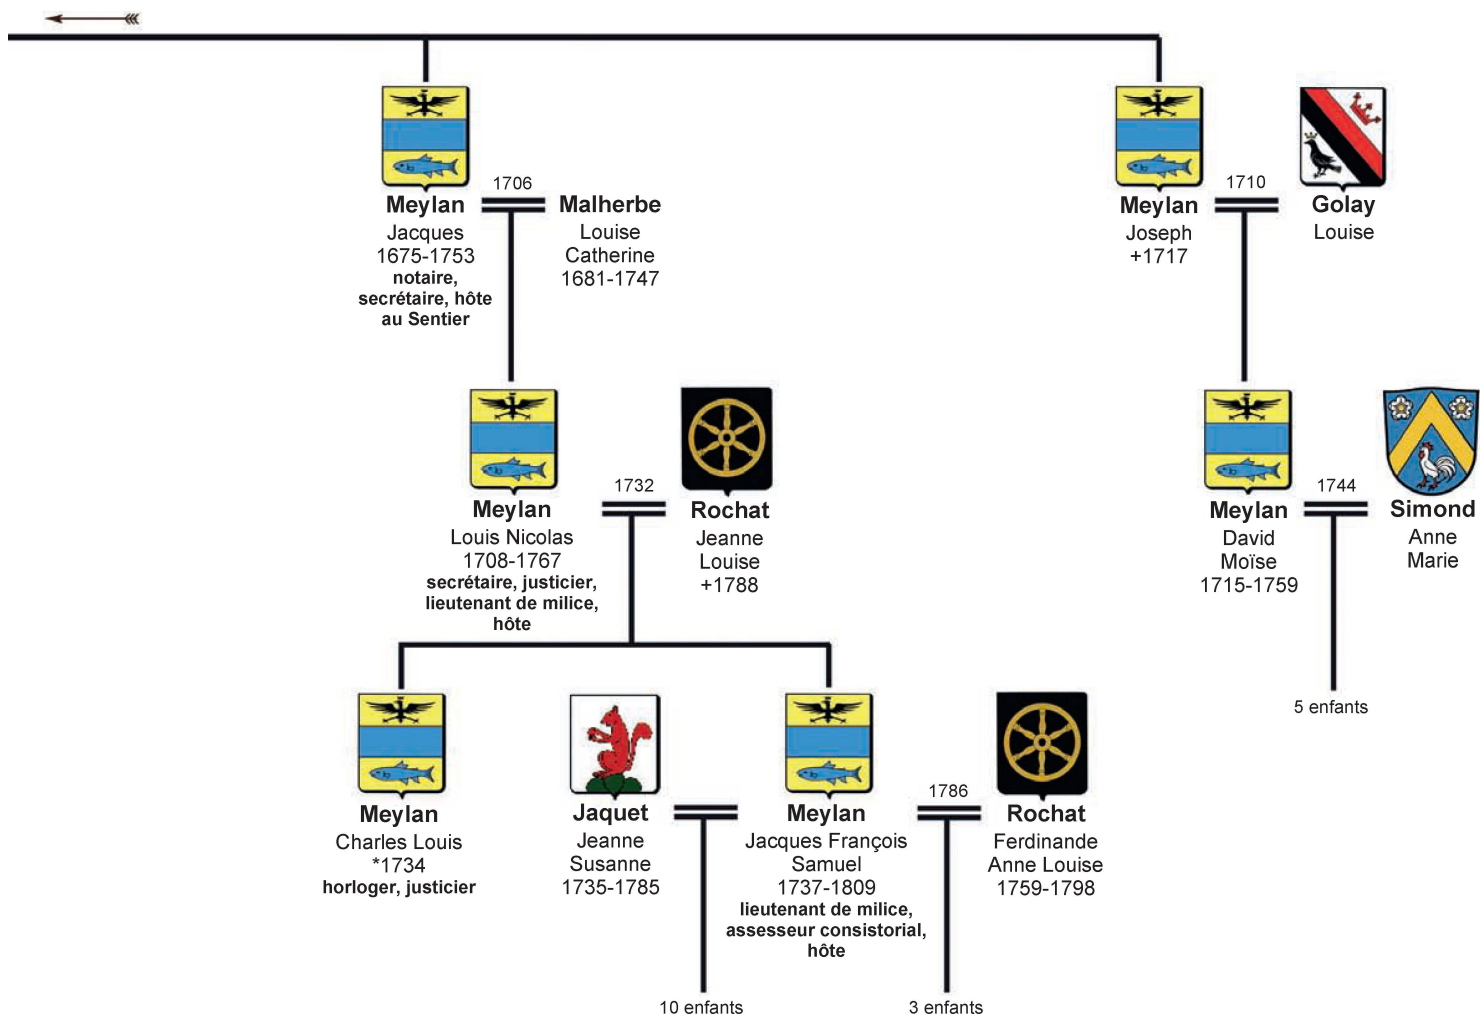 1706
Meylan
Jacques
1675-1753
notaire,
secrétaire, hôte
au Sentier
Malherbe
Louise
Catherine
1681-1747
1710
Meylan
Joseph
+1717
Golay
Louise
1732
Meylan
Louis Nicolas
1708-1767
secrétaire, justicier,
lieutenant de milice,
hôte
Rochat
Jeanne
Louise
+1788
1744
Meylan
David
Moïse
1715-1759
Simond
Anne
Marie
5 enfants
Meylan
Charles Louis
*1734
horloger, justicier
Jaquet
Jeanne
Susanne
1735-1785
Meylan
Jacques François
Samuel
1737-1809
lieutenant de milice,
assesseur consistorial,
hôte
1786
Rochat
Ferdinande
Anne Louise
1759-1798
10 enfants
3 enfants